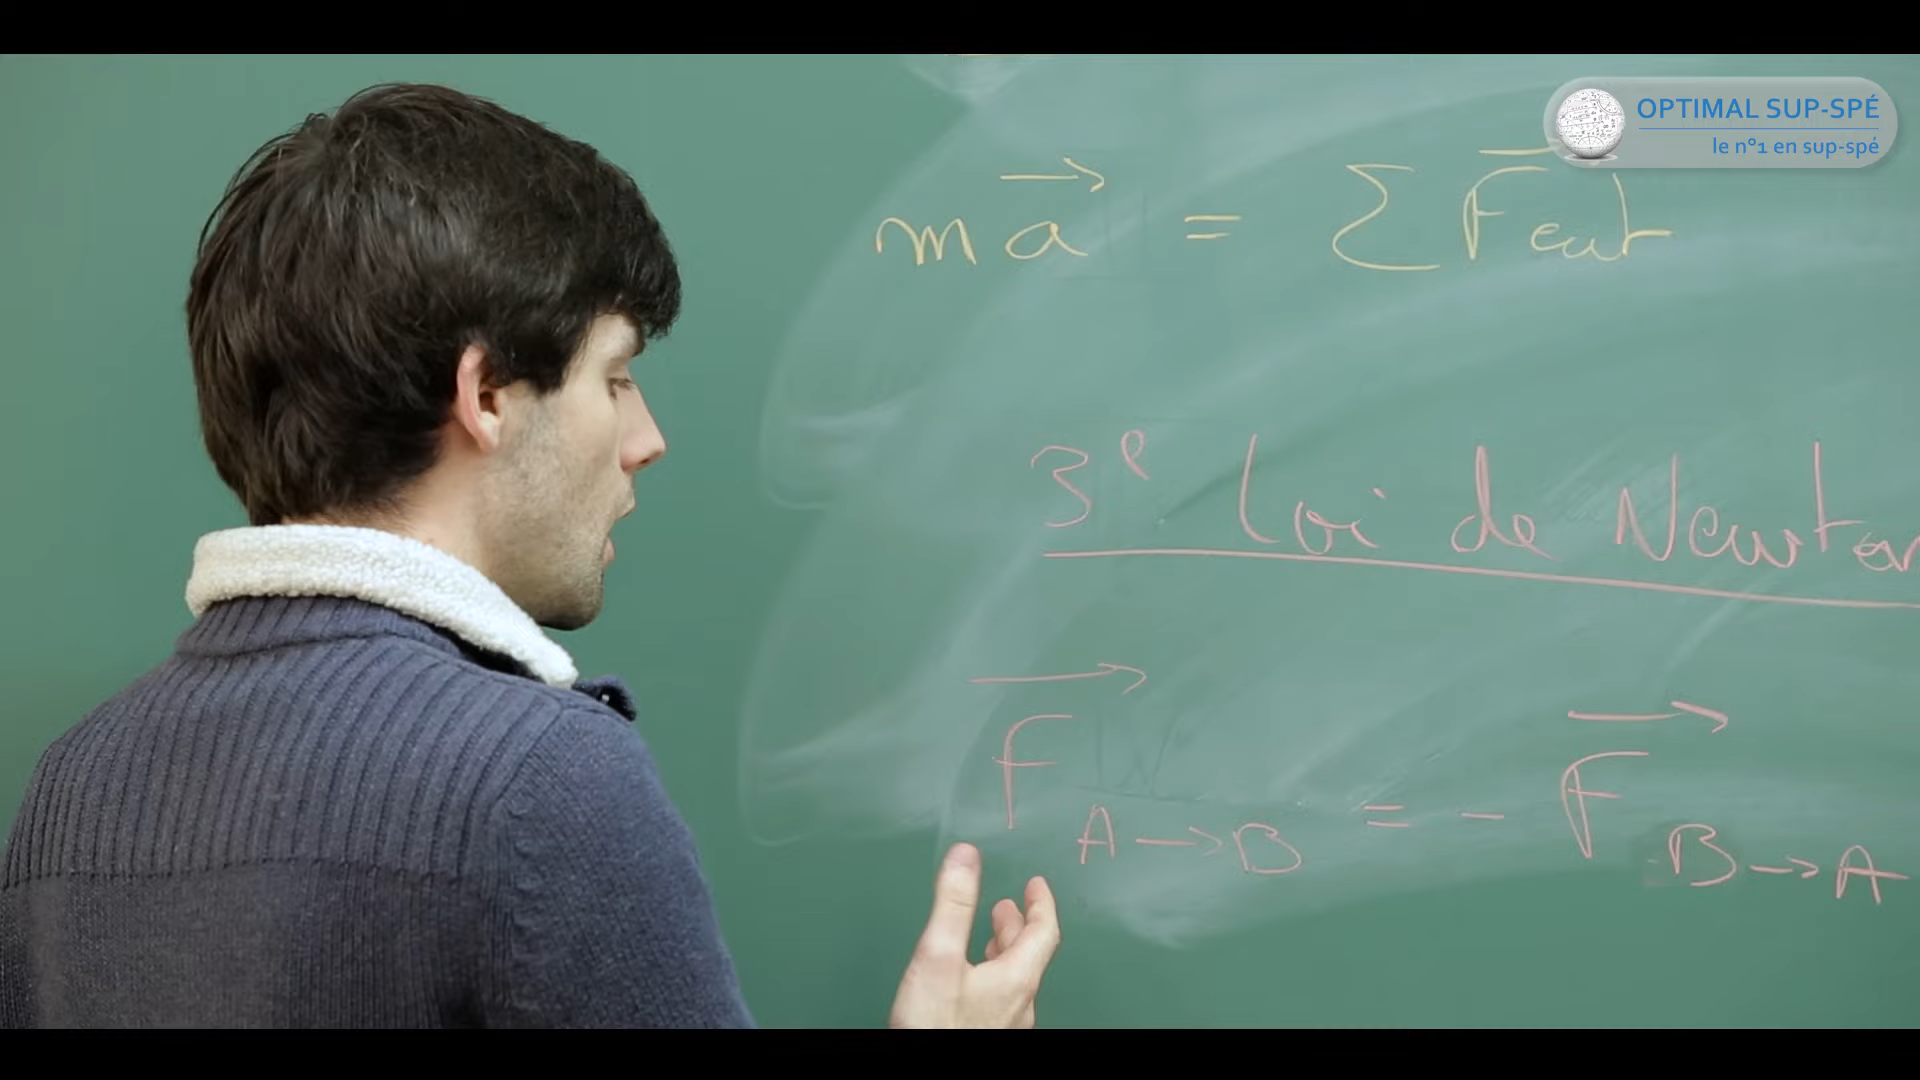 OPTIMAL SUP-SPÉ
le n°1 en sup-spé
m a⃗ = Σ F⃗ ext
3e Loi de Newton
F⃗ A→B = - F⃗ B→A